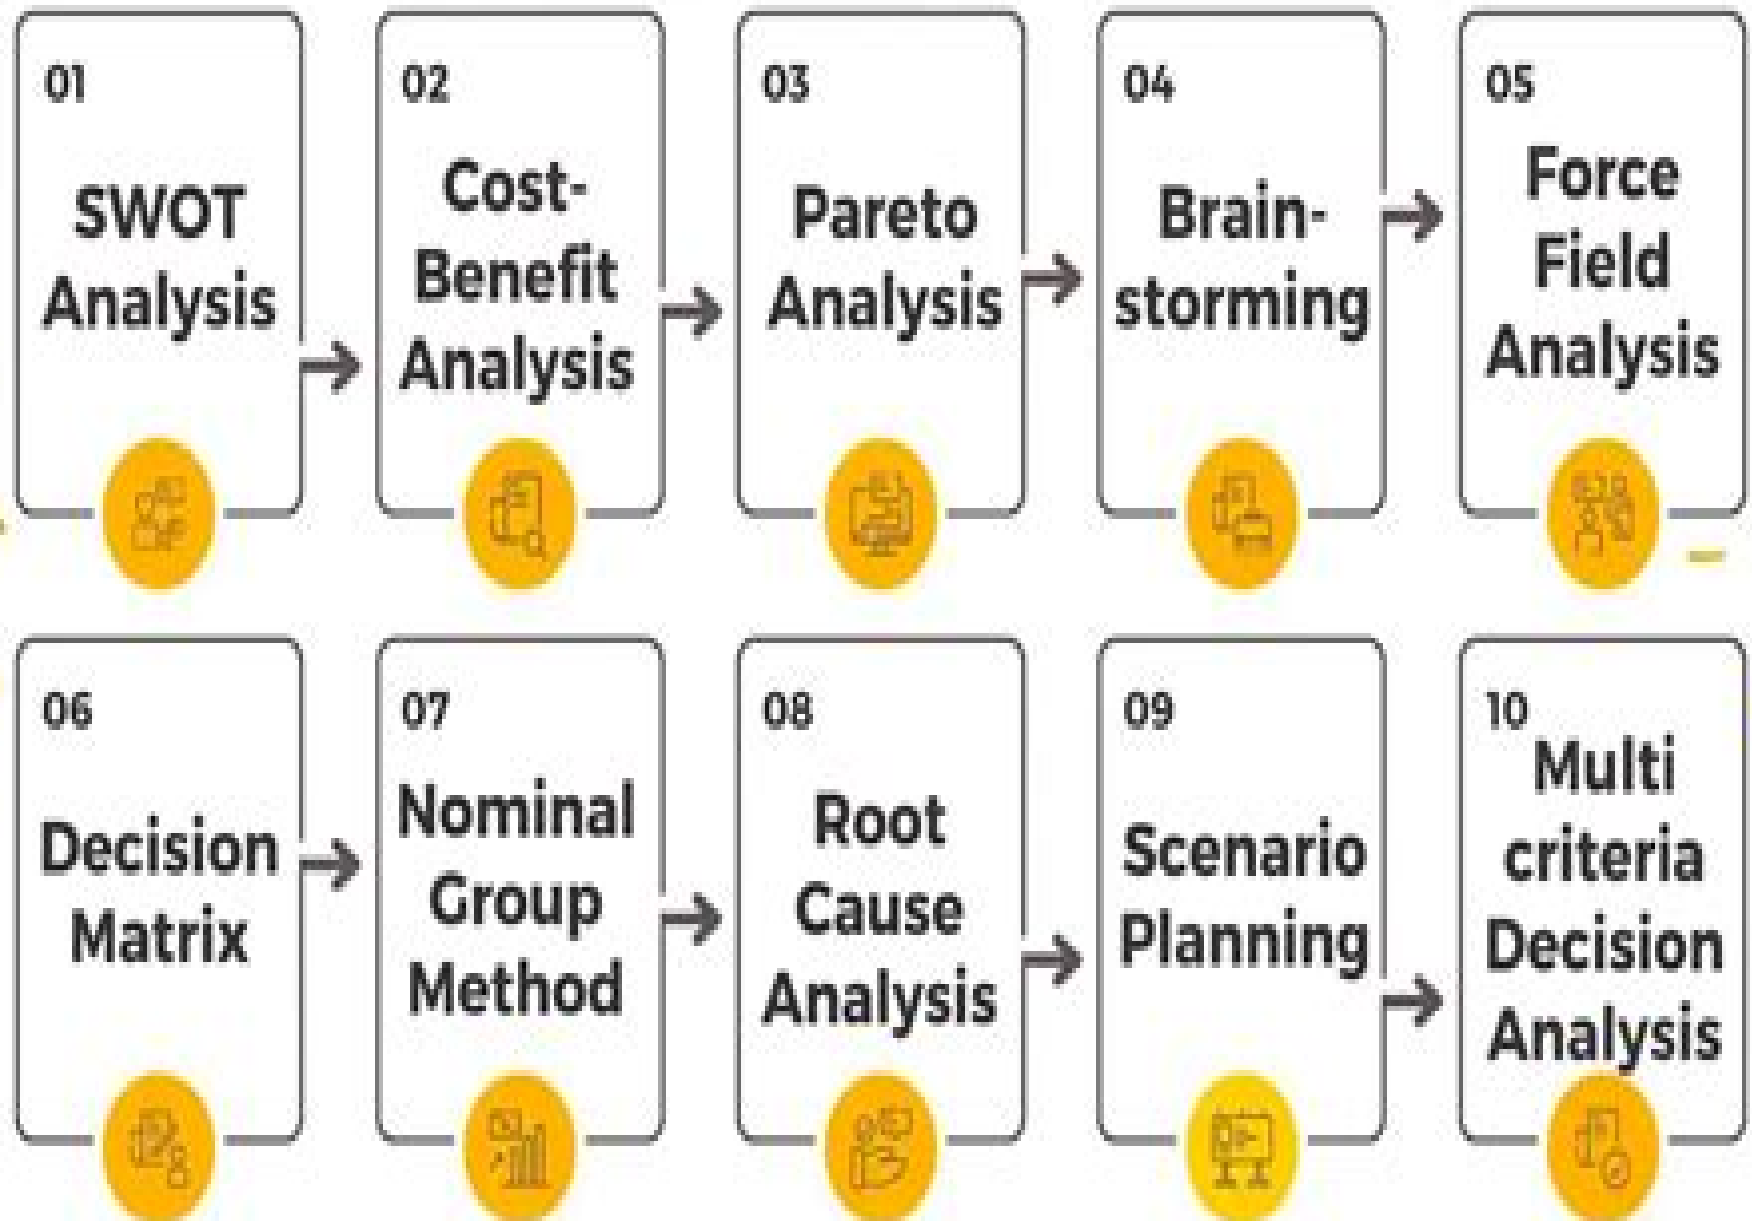 01
SWOT
Analysis
02
Cost-
Benefit
Analysis
03
Pareto
Analysis
04
Brain-
storming
05
Force
Field
Analysis
06
Decision
Matrix
07
Nominal
Group
Method
08
Root
Cause
Analysis
09
Scenario
Planning
10
Multi
criteria
Decision
Analysis